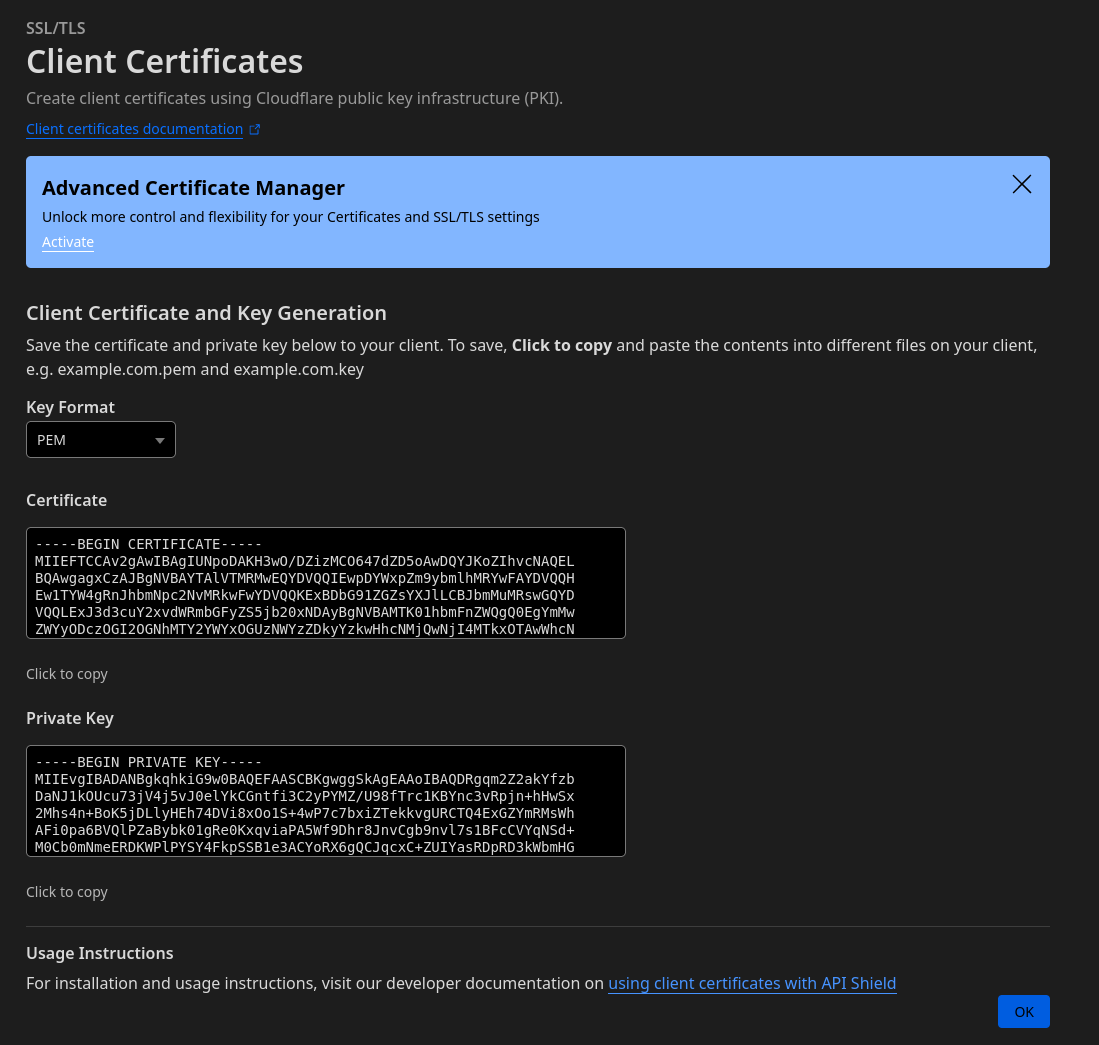 SSL/TLS
Client Certificates
Create client certificates using Cloudflare public key infrastructure (PKI).
Client certificates documentation
Advanced Certificate Manager
Unlock more control and flexibility for your Certificates and SSL/TLS settings
Activate
Client Certificate and Key Generation
Save the certificate and private key below to your client. To save, Click to copy and paste the contents into different files on your client,
e.g. example.com.pem and example.com.key
Key Format
PEM
Certificate
-----BEGIN CERTIFICATE-----
MIIEFTCCAv2gAwIBAgIUNpoDAKH3wO/DZizMCO647dZD5oAwDQYJKoZIhvcNAQEL
BQAwgagxCzAJBgNVBAYTAlVTMRMwEQYDVQQIEwpDYWxpZm9ybmlhMRYwFAYDVQQH
Ew1TYW4gRnJhbmNpc2NvMRkwFwYDVQQKExBDbG91ZGZsYXJlLCBJbmMuMRswGQYD
VQQLExJ3d3cuY2xvdWRmbGFyZS5jb20xNDAyBgNVBAMTK01hbmFnZWQgQ0EgYmMw
ZWYyODczOGI2OGNhMTY2YWYxOGUzNWYzZDkyYzkwHhcNMjQwNjI4MTkxOTAwWhcN
Click to copy
Private Key
-----BEGIN PRIVATE KEY-----
MIIEvgIBADANBgkqhkiG9w0BAQEFAASCBKgwggSkAgEAAoIBAQDRgqm2Z2akYfzb
DaNJ1kOUcu73jV4j5vJ0elYkCGntfi3C2yPYMZ/U98fTrc1KBYnc3vRpjn+hHwSx
2Mhs4n+BoK5jDLlyHEh74DVi8xOo1S+4wP7c7bxiZTekkvgURCTQ4ExGZYmRMsWh
AFi0pa6BVQlPZaBybk01gRe0KxqviaPA5Wf9Dhr8JnvCgb9nvl7s1BFcCVYqNSd+
M0Cb0mNmeERDKWPlPYSY4FkpSSB1e3ACYoRX6gQCJqcxC+ZUIYasRDpRD3kWbmHG
Click to copy
Usage Instructions
For installation and usage instructions, visit our developer documentation on using client certificates with API Shield
OK